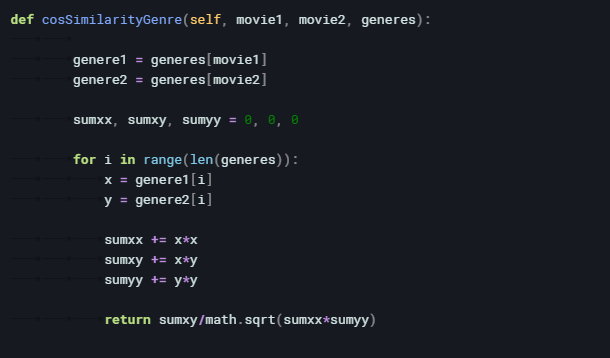 def cosSimilarityGenre(self, movie1, movie2, generes):
genere1 = generes[movie1]
genere2 = generes[movie2]
sumxx, sumxy, sumyy = 0, 0, 0
for i in range(len(generes)):
x = genere1[i]
y = genere2[i]
sumxx += x*x
sumxy += x*y
sumyy += y*y
return sumxy/math.sqrt(sumxx*sumyy)